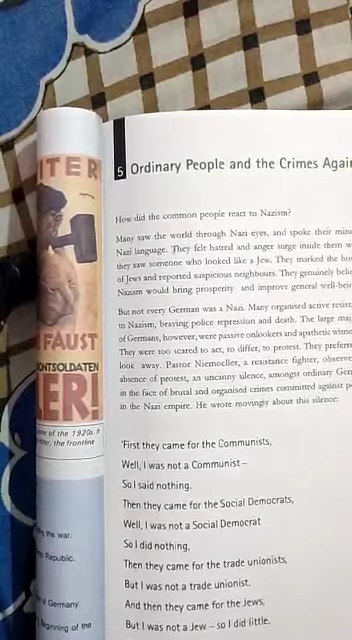 ITER
FAUST
ONTSOLDATEN
ER!
of the 1920s. It
the frontline
the war.
Republic.
of Germany.
Beginning of the
5 Ordinary People and the Crimes Agai
How did the common people react to Nazism?
Many saw the world through Nazi eyes, and spoke their min
Nazi language. They felt hatred and anger surge inside them w
they saw someone who looked like a Jew. They marked the ho
of Jews and reported suspicious neighbours. They genuinely beli
Nazism would bring prosperity and improve general well-bei
But not every German was a Nazi. Many organised active resis
to Nazism, braving police repression and death. The large maj
of Germans, however, were passive onlookers and apathetic witne
They were too scared to act, to differ, to protest. They preferr
look away. Pastor Niemoeller, a resistance fighter, observe
absence of protest, an uncanny silence, amongst ordinary Ger
in the face of brutal and organised crimes committed against p
in the Nazi empire. He wrote movingly about this silence:
'First they came for the Communists,
Well, I was not a Communist –
So I said nothing.
Then they came for the Social Democrats,
Well, I was not a Social Democrat
So I did nothing,
Then they came for the trade unionists,
But I was not a trade unionist.
And then they came for the Jews,
But I was not a Jew – so I did little.